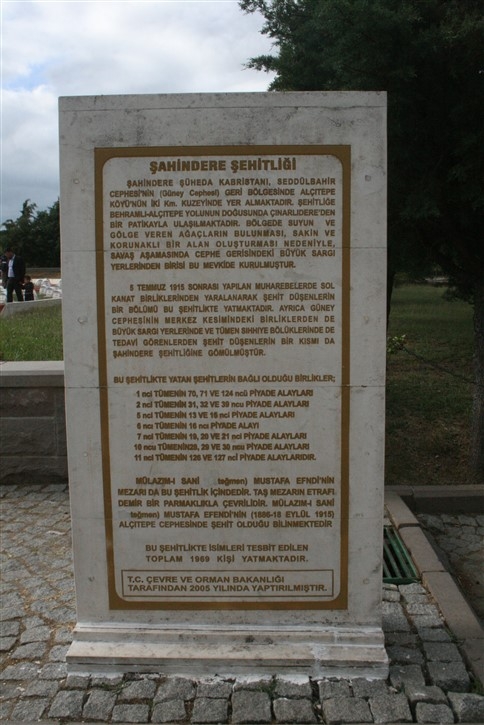 ŞAHİNDERE ŞEHİTLİĞİ
ŞAHİNDERE ŞÜHEDA KABRİSTANI, SEDDÜLBAHİR
CEPHESİ'NİN (Güney Cephesi) GERİ BÖLGESİNDE ALÇITEPE
KÖYÜ'NÜN İKİ Km. KUZEYİNDE YER ALMAKTADIR. ŞEHİTLİĞE
BEHRAMLI-ALÇITEPE YOLUNUN DOĞUSUNDA ÇINARLIDERE'DEN
BİR PATİKAYLA ULAŞILMAKTADIR. BÖLGEDE SUYUN VE
GÖLGE VEREN AĞAÇLARIN BULUNMASI, SAKİN VE
KORUNAKLI BİR ALAN OLUŞTURMASI NEDENİYLE,
SAVAŞ AŞAMASINDA CEPHE GERİSİNDEKİ BÜYÜK SARGI
YERLERİNDEN BİRİSİ BU MEVKİDE KURULMUŞTUR.
TEMMUZ 1915 SONRASI YAPILAN MUHAREBELERDE SOL
KANAT BİRLİKLERİNDEN YARALANARAK ŞEHİT DÜŞENLERİN
BİR BÖLÜMÜ BU ŞEHİTLİKTE YATMAKTADIR. AYRICA GÜNEY
CEPHESİNİN MERKEZ KESİMİNDEKİ BİRLİKLERDEN DE
BÜYÜK SARGI YERLERİNDE VE TÜMEN SIHHIYE BÖLÜKLERİNDE DE
TEDAVİ GÖRENLERDEN ŞEHİT DÜŞENLERİN BİR KISMI DA
ŞAHİNDERE ŞEHİTLİĞİNE GÖMÜLMÜŞTÜR.
BU ŞEHİTLİKTE YATAN ŞEHİTLERİN BAĞLI OLDUĞU BİRLİKLER;
1 nci TÜMENİN 70, 71 VE 124 ncü PİYADE ALAYLARI
2 nci TÜMENİN 31, 32 VE 39 ncu PİYADE ALAYLARI
5 nci TÜMENİN 13 VE 15 nci PİYADE ALAYLARI
6 ncı TÜMENİN 16 ncı PİYADE ALAYI
7 nci TÜMENİN 19, 20 VE 21 nci PİYADE ALAYLARI
10 ncu TÜMENİN28, 29 VE 30 ncu PİYADE ALAYLARI
11 nci TÜMENİN 126 VE 127 nci PİYADE ALAYLARIDIR.
MÜLAZIM-I SANİ teğmen) MUSTAFA EFNDİ'NİN
MEZARI DA BU ŞEHİTLİK İÇİNDEDİR. TAŞ MEZARIN ETRAFI
DEMİR BİR PARMAKLIKLA ÇEVRİLİDİR. MÜLAZIM-I SANİ
teğmen) MUSTAFA EFENDİ'NİN (1886-18 EYLÜL 1915)
ALÇITEPE CEPHESİNDE ŞEHİT OLDUĞU BİLİNMEKTEDİR
BU ŞEHİTLİKTE İSİMLERİ TESBİT EDİLEN
TOPLAM 1969 KİŞİ YATMAKTADIR.
T.C. ÇEVRE VE ORMAN BAKANLIĞI
TARAFINDAN 2005 YILINDA YAPTIRILMIŞTIR.